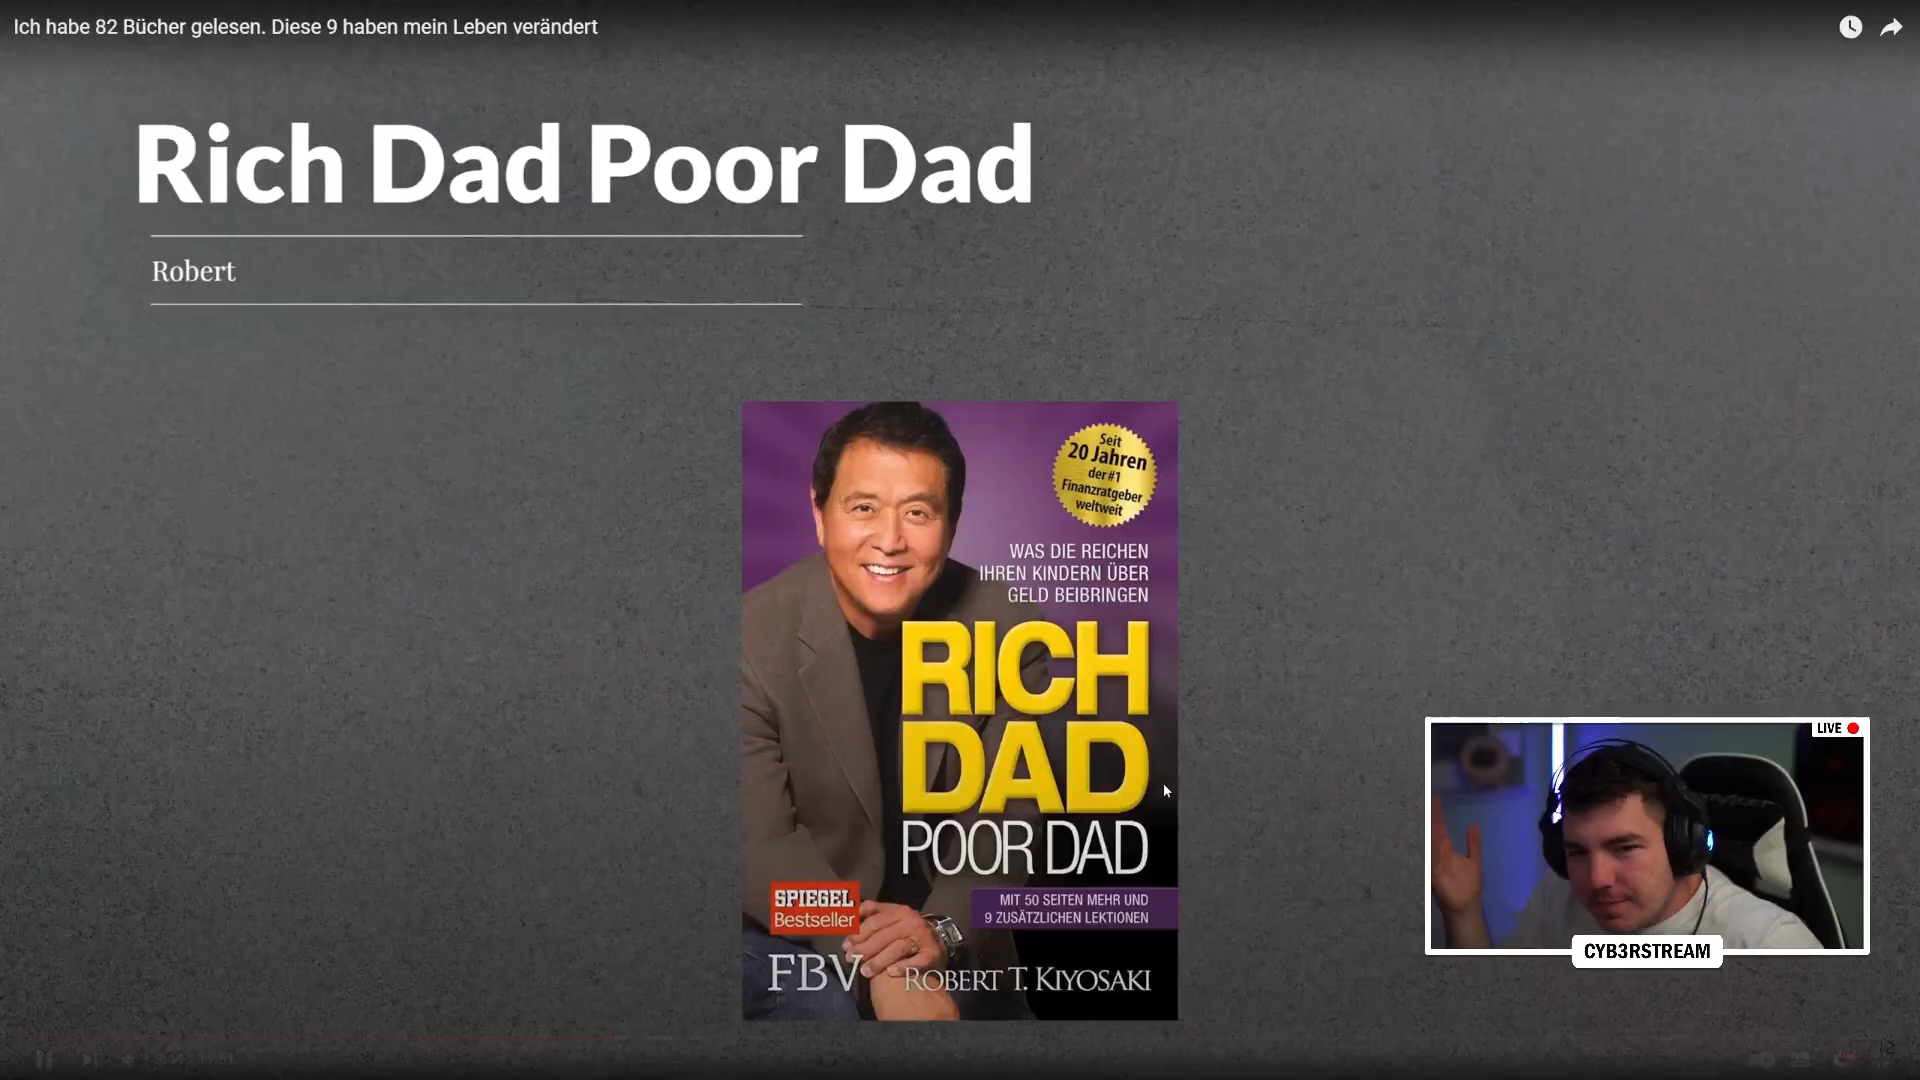 Ich habe 82 Bücher gelesen. Diese 9 haben mein Leben verändert
Rich Dad Poor Dad
Robert
Seit
20 Jahren
der #1
Finanzratgeber
weltweit
WAS DIE REICHEN
IHREN KINDERN ÜBER
GELD BEIBRINGEN
RICH
DAD
POOR DAD
MIT 50 SEITEN MEHR UND
9 ZUSÄTZLICHEN LEKTIONEN
SPIEGEL
Bestseller
FBV
ROBERT T. KIYOSAKI
LIVE
CYB3RSTREAM